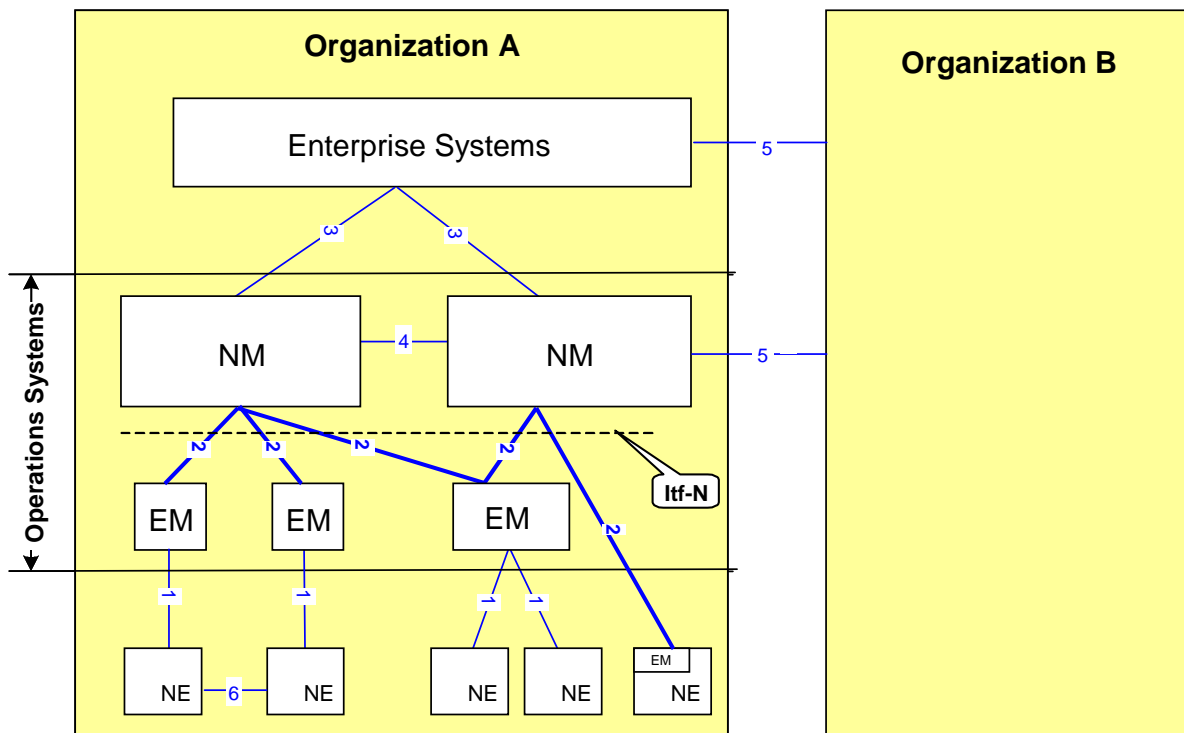 Organization A
Organization B
Enterprise Systems
5
3
3
Operations Systems
NM
4
NM
5
2
2
2
2
Itf-N
EM
EM
EM
2
1
1
1
1
EM
NE
6
NE
NE
NE
NE